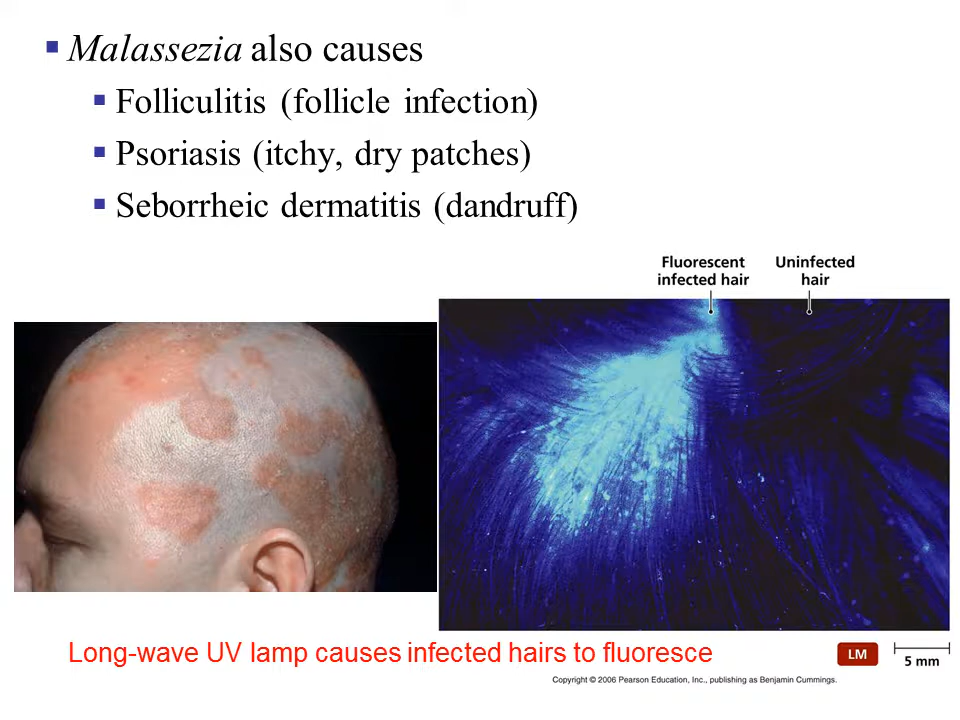 Malassezia also causes
Folliculitis (follicle infection)
Psoriasis (itchy, dry patches)
Seborrheic dermatitis (dandruff)
Fluorescent
infected hair
Uninfected
hair
Long-wave UV lamp causes infected hairs to fluoresce
LM
5 mm
Copyright © 2006 Pearson Education, Inc., publishing as Benjamin Cummings.